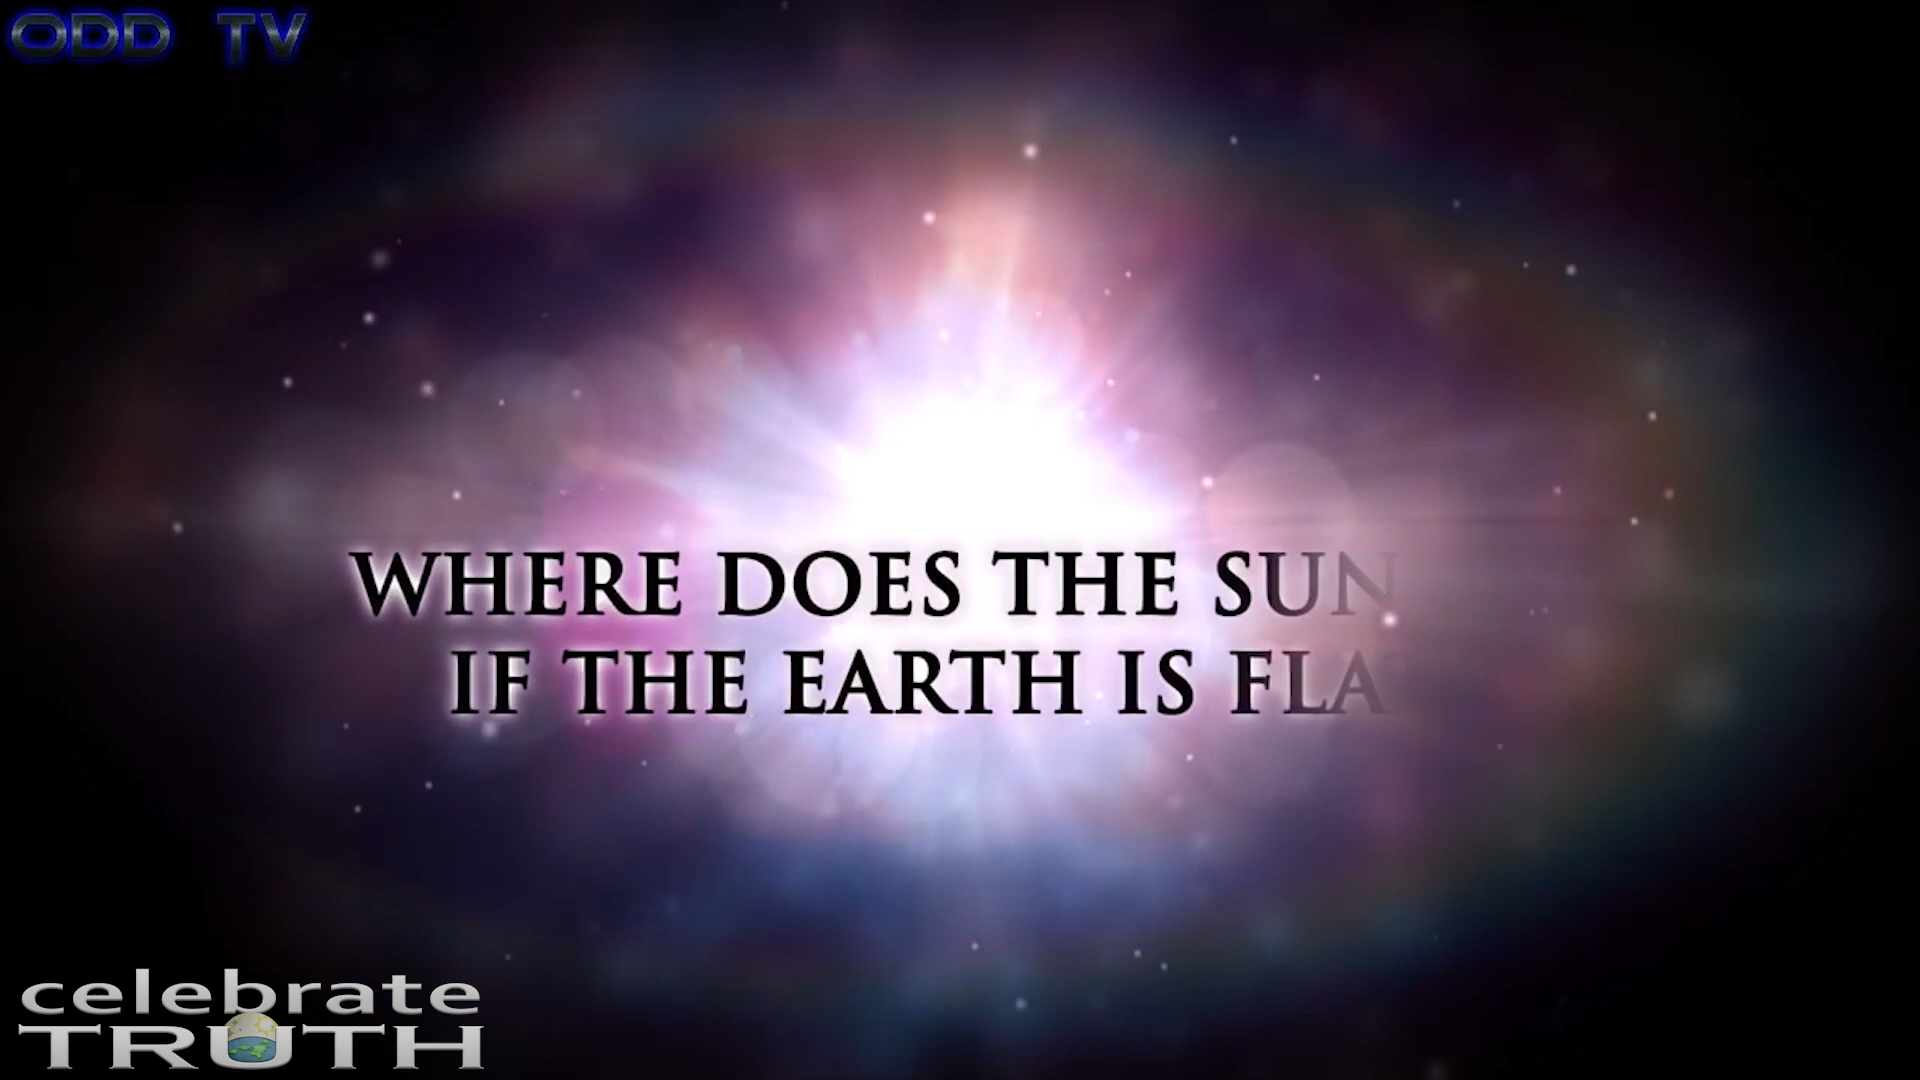 ODD TV
WHERE DOES THE SUN
IF THE EARTH IS FLA
celebrate
TRUTH